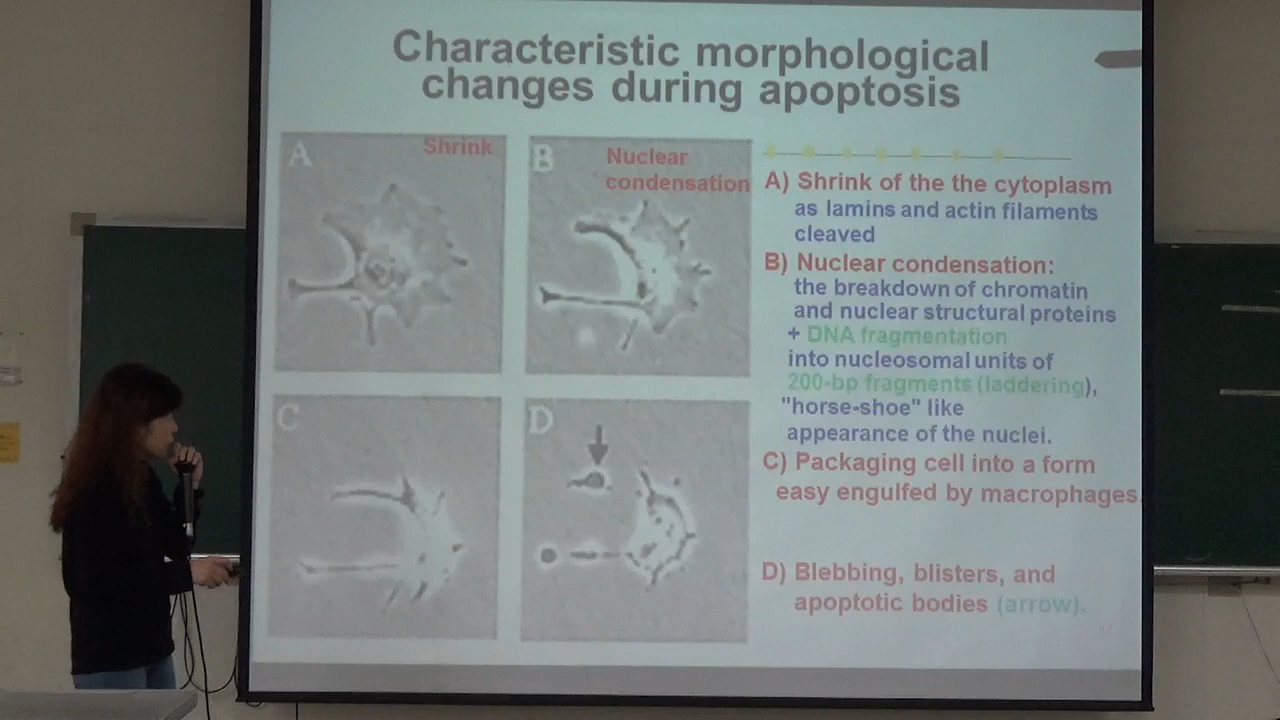 Characteristic morphological
changes during apoptosis
A
Shrink
B
Nuclear
condensation
C
D
A) Shrink of the the cytoplasm
as lamins and actin filaments
cleaved
B) Nuclear condensation:
the breakdown of chromatin
and nuclear structural proteins
+ DNA fragmentation
into nucleosomal units of
200-bp fragments (laddering),
"horse-shoe" like
appearance of the nuclei.
C) Packaging cell into a form
easy engulfed by macrophages.
D) Blebbing, blisters, and
apoptotic bodies (arrow).